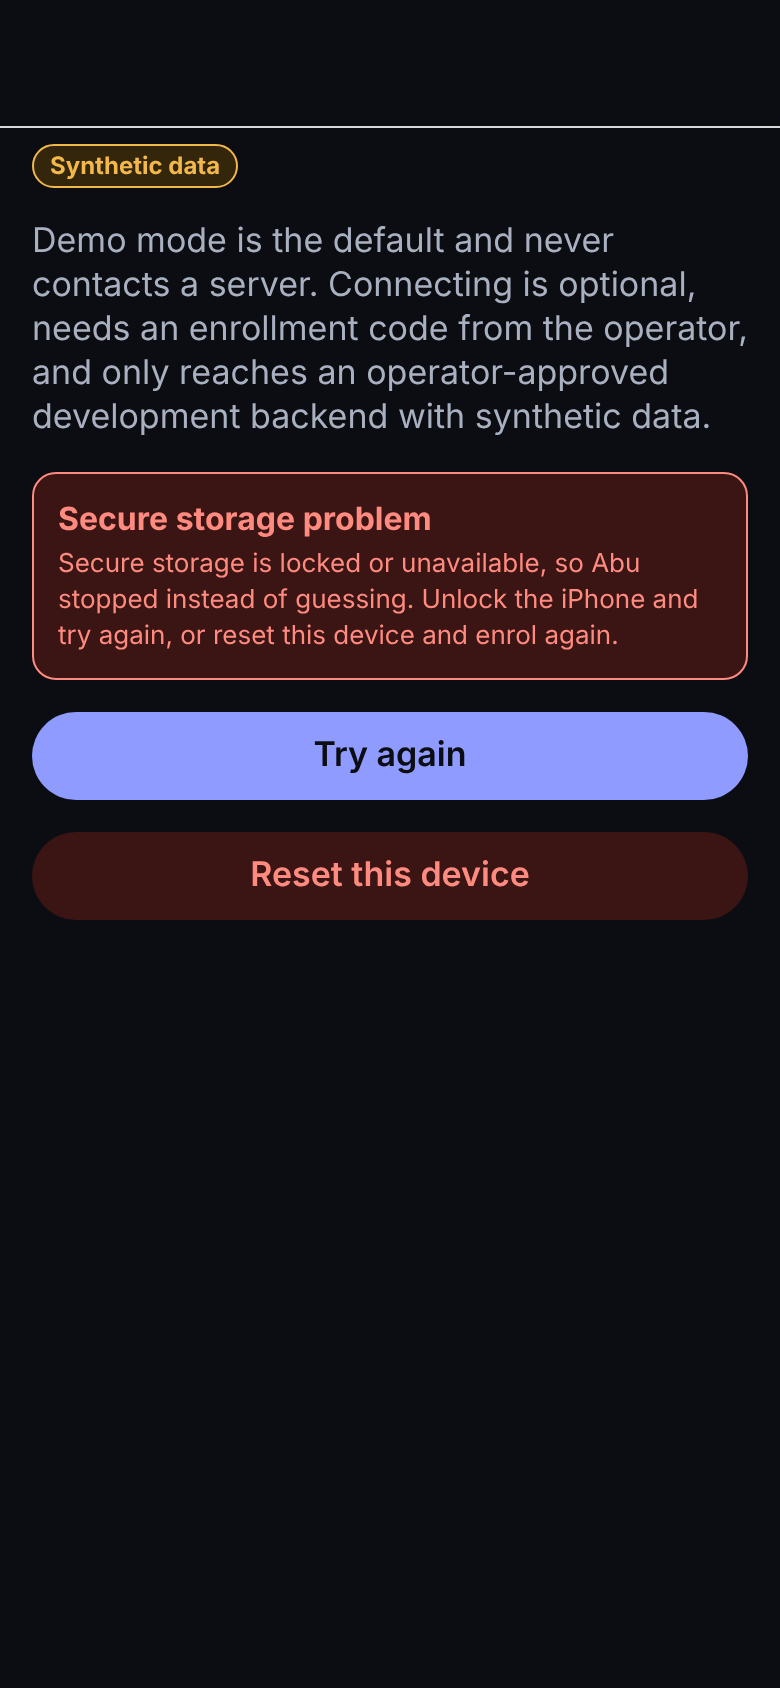 Synthetic data
Demo mode is the default and never
contacts a server. Connecting is optional,
needs an enrollment code from the operator,
and only reaches an operator-approved
development backend with synthetic data.
Secure storage problem
Secure storage is locked or unavailable, so Abu
stopped instead of guessing. Unlock the iPhone and
try again, or reset this device and enrol again.
Try again
Reset this device